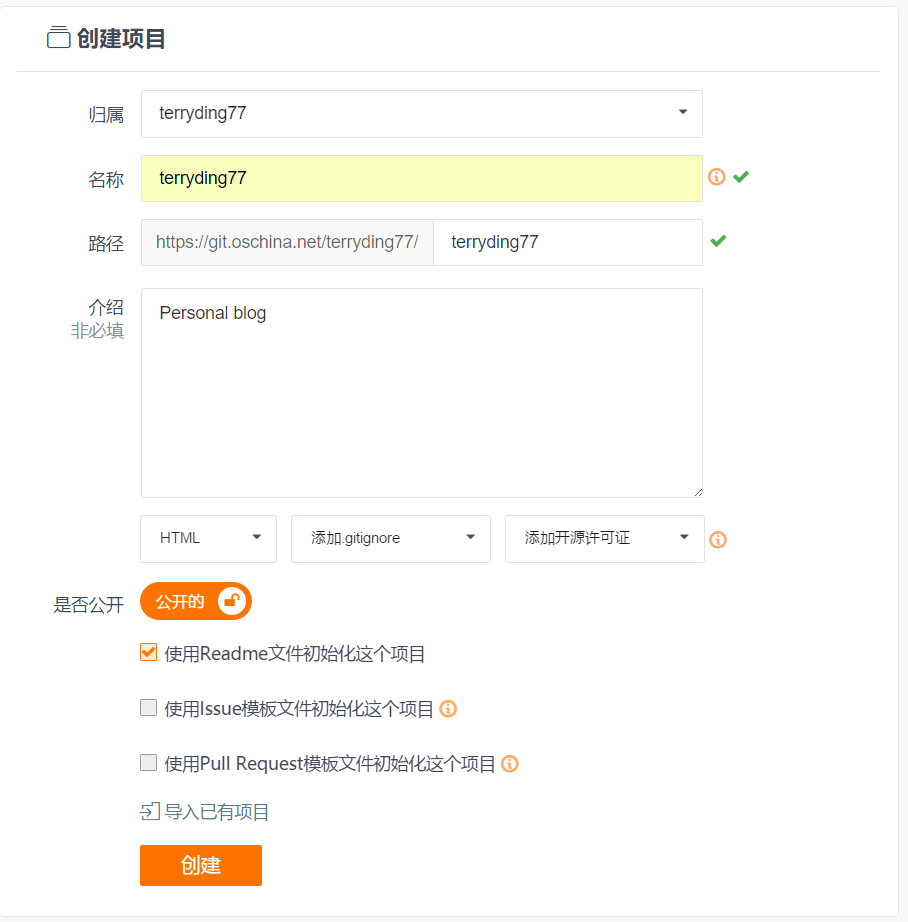 创建项目
归属 terryding77
名称 terryding77
路径 https://git.oschina.net/terryding77/ terryding77
介绍 Personal blog
非必填
HTML 添加.gitignore 添加开源许可证
是否公开 公开的
使用Readme文件初始化这个项目
使用Issue模板文件初始化这个项目
使用Pull Request模板文件初始化这个项目
导入已有项目
创建